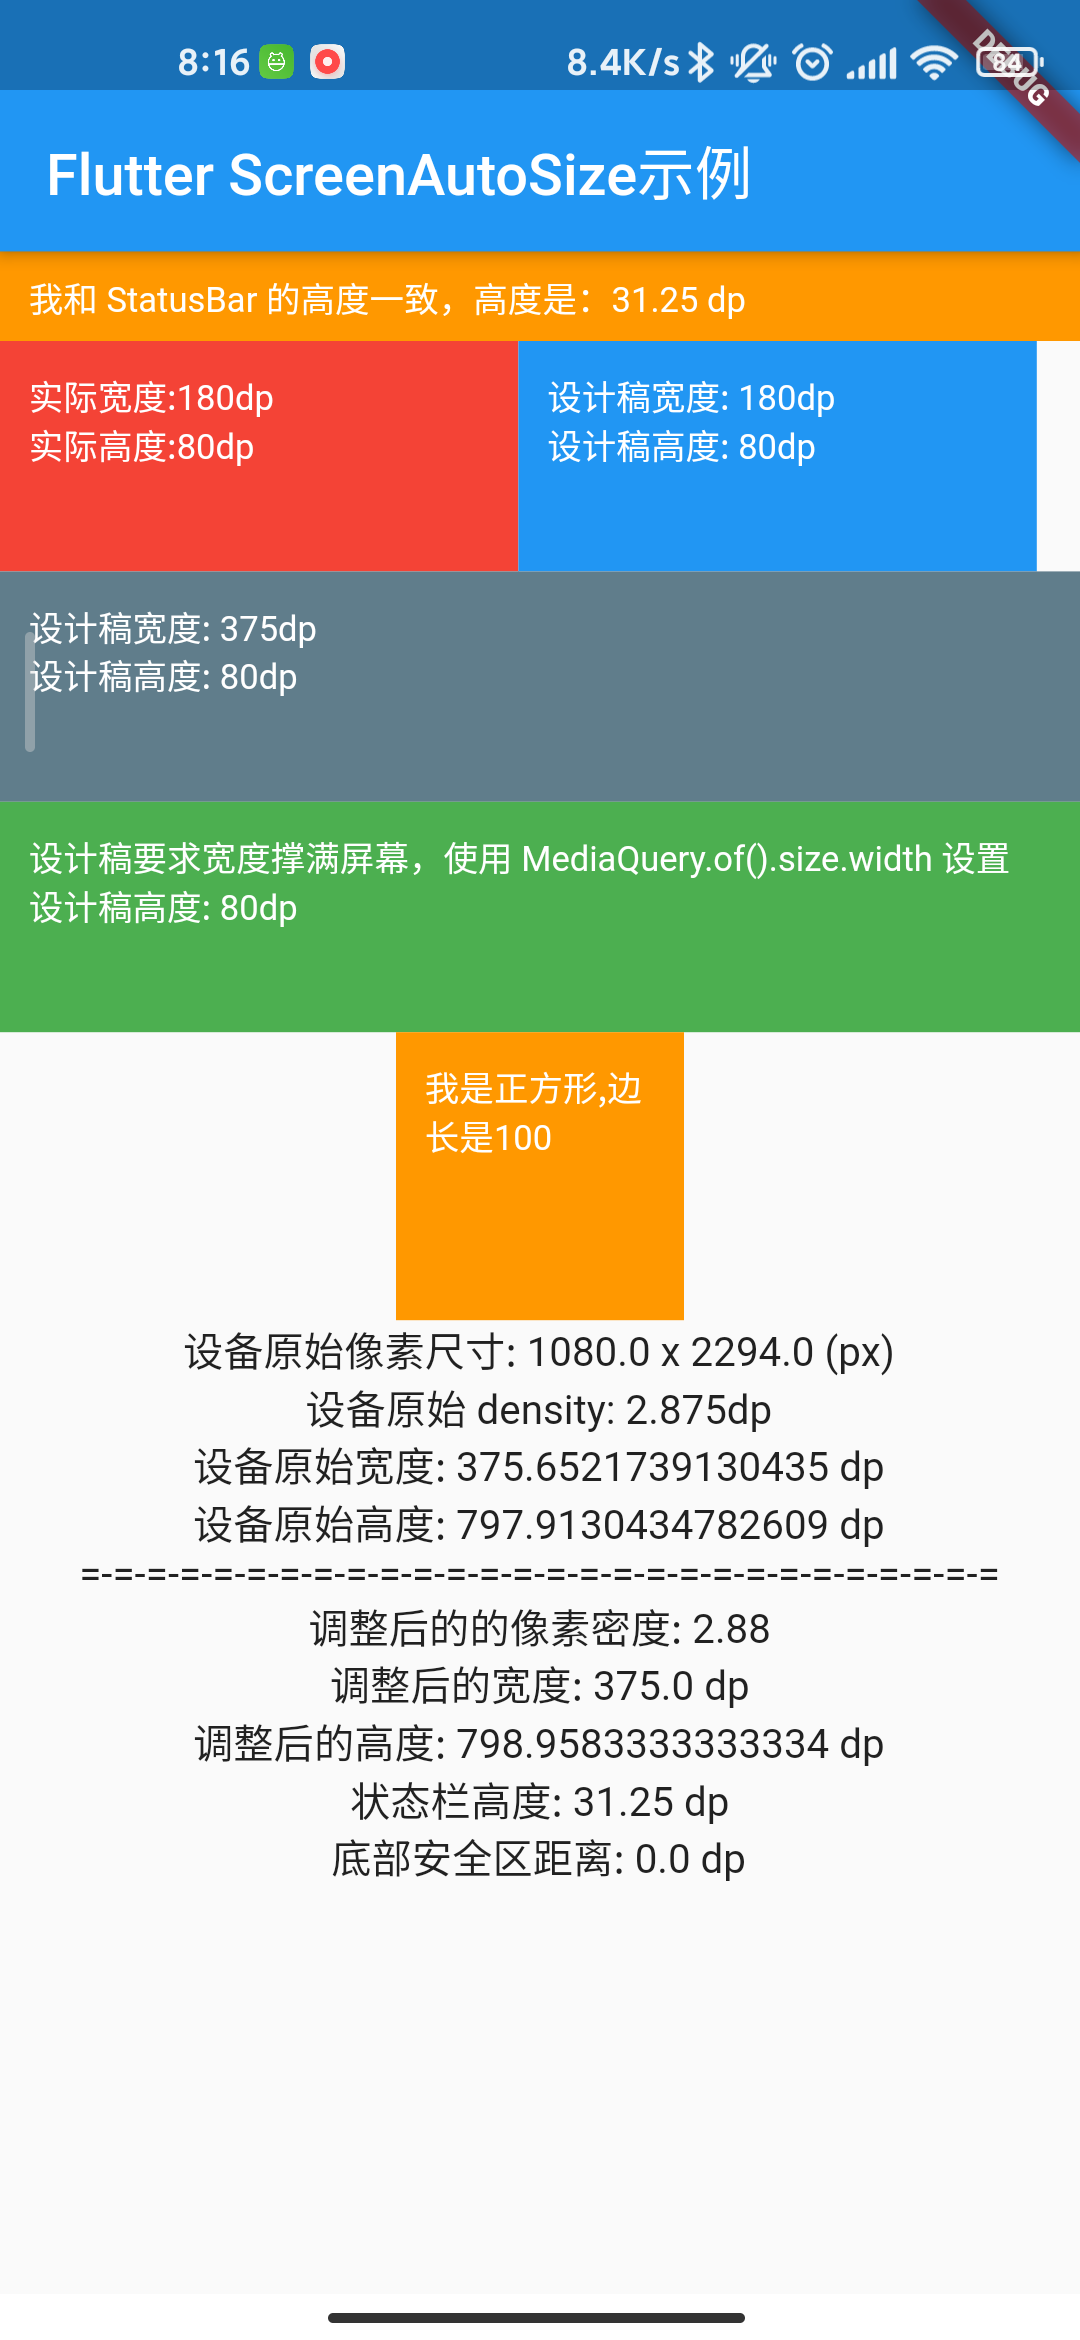 8:16 8.4K/s 84
DEBUG
Flutter ScreenAutoSize示例
我和 StatusBar 的高度一致，高度是：31.25 dp
实际宽度:180dp
实际高度:80dp
设计稿宽度: 180dp
设计稿高度: 80dp
设计稿宽度: 375dp
设计稿高度: 80dp
设计稿要求宽度撑满屏幕，使用 MediaQuery.of().size.width 设置
设计稿高度: 80dp
我是正方形,边
长是100
设备原始像素尺寸: 1080.0 x 2294.0 (px)
设备原始 density: 2.875dp
设备原始宽度: 375.6521739130435 dp
设备原始高度: 797.9130434782609 dp
=-=-=-=-=-=-=-=-=-=-=-=-=-=-=-=-=-=-=-=-=-=-=-=-=-=-=-=
调整后的的像素密度: 2.88
调整后的宽度: 375.0 dp
调整后的高度: 798.9583333333334 dp
状态栏高度: 31.25 dp
底部安全区距离: 0.0 dp